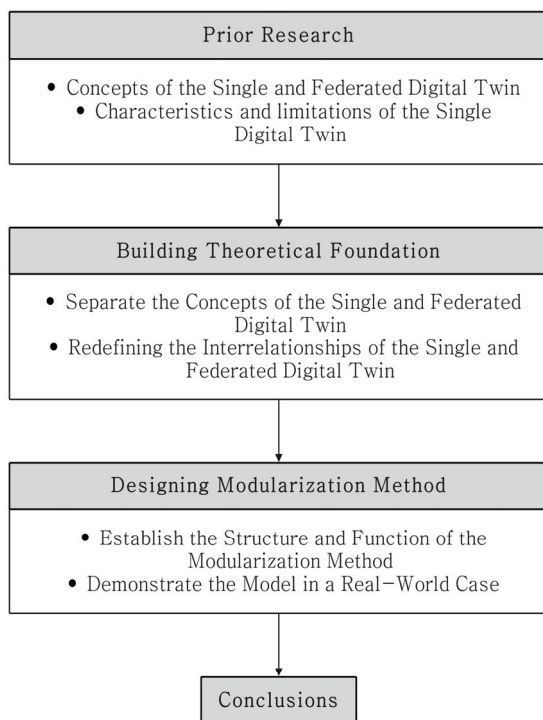 Prior Research
• Concepts of the Single and Federated Digital Twin
• Characteristics and limitations of the Single
Digital Twin
Building Theoretical Foundation
• Separate the Concepts of the Single and Federated
Digital Twin
• Redefining the Interrelationships of the Single and
Federated Digital Twin
Designing Modularization Method
• Establish the Structure and Function of the
Modularization Method
• Demonstrate the Model in a Real-World Case
Conclusions